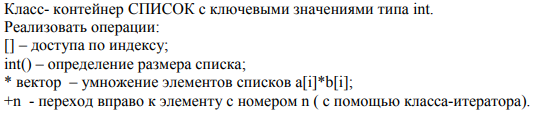 Класс- контейнер СПИСОК с ключевыми значениями типа int.
Реализовать операции:
[] – доступа по индексу;
int() – определение размера списка;
* вектор – умножение элементов списков a[i]*b[i];
+n - переход вправо к элементу с номером n ( с помощью класса-итератора).